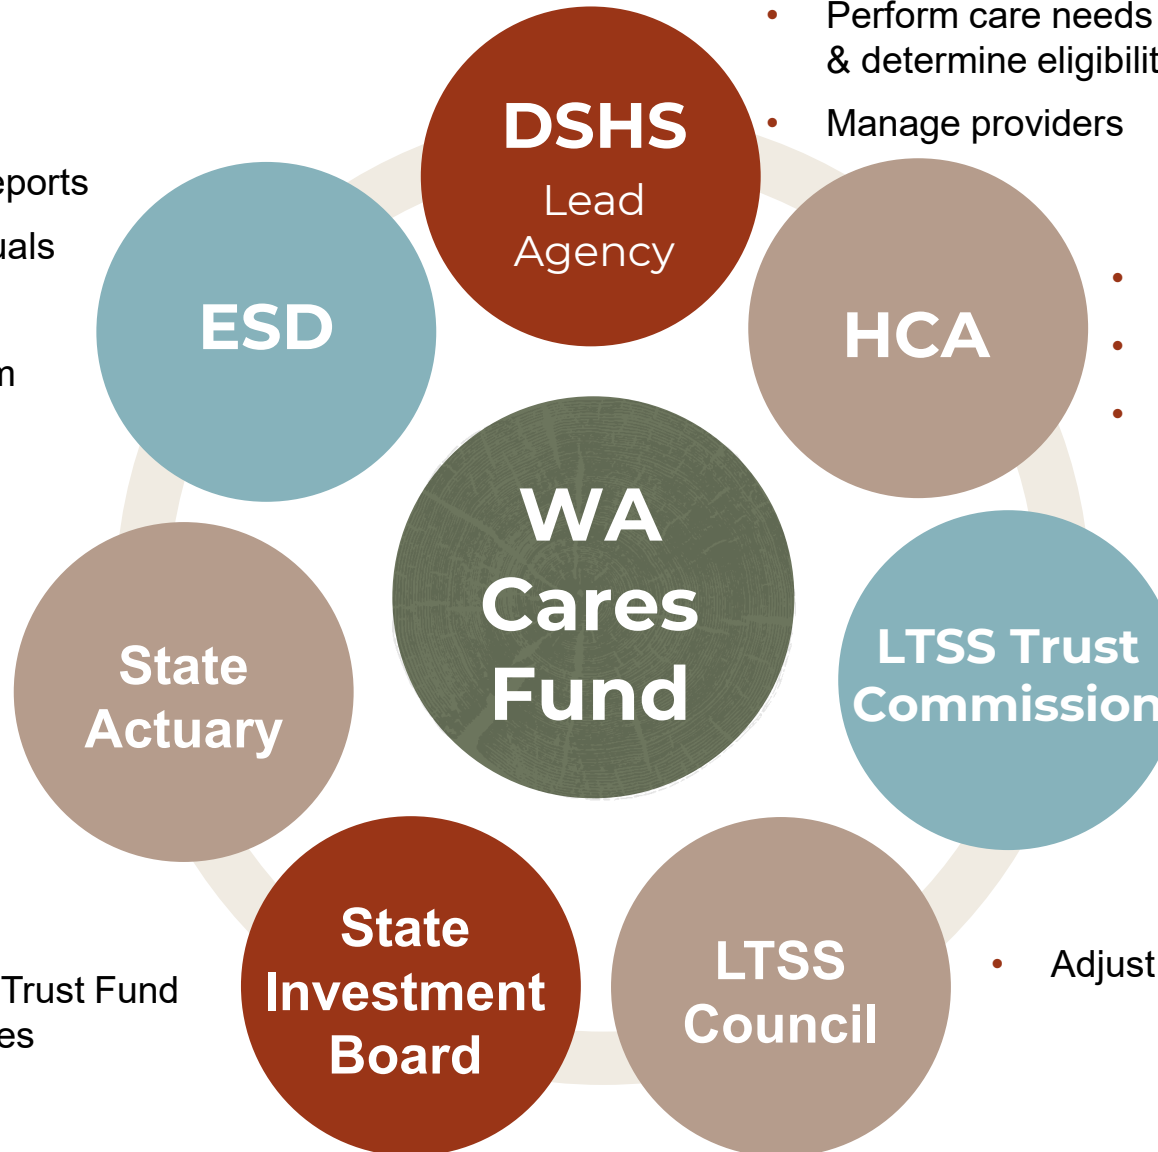 • Perform care needs
& determine eligibilit
• Manage providers
DSHS
Lead
Agency
eports
uals
m
ESD
HCA
•
•
•
WA
Cares
Fund
State
Actuary
LTSS Trust
Commission
State
Investment
Board
LTSS
Council
• Adjust
Trust Fund
es